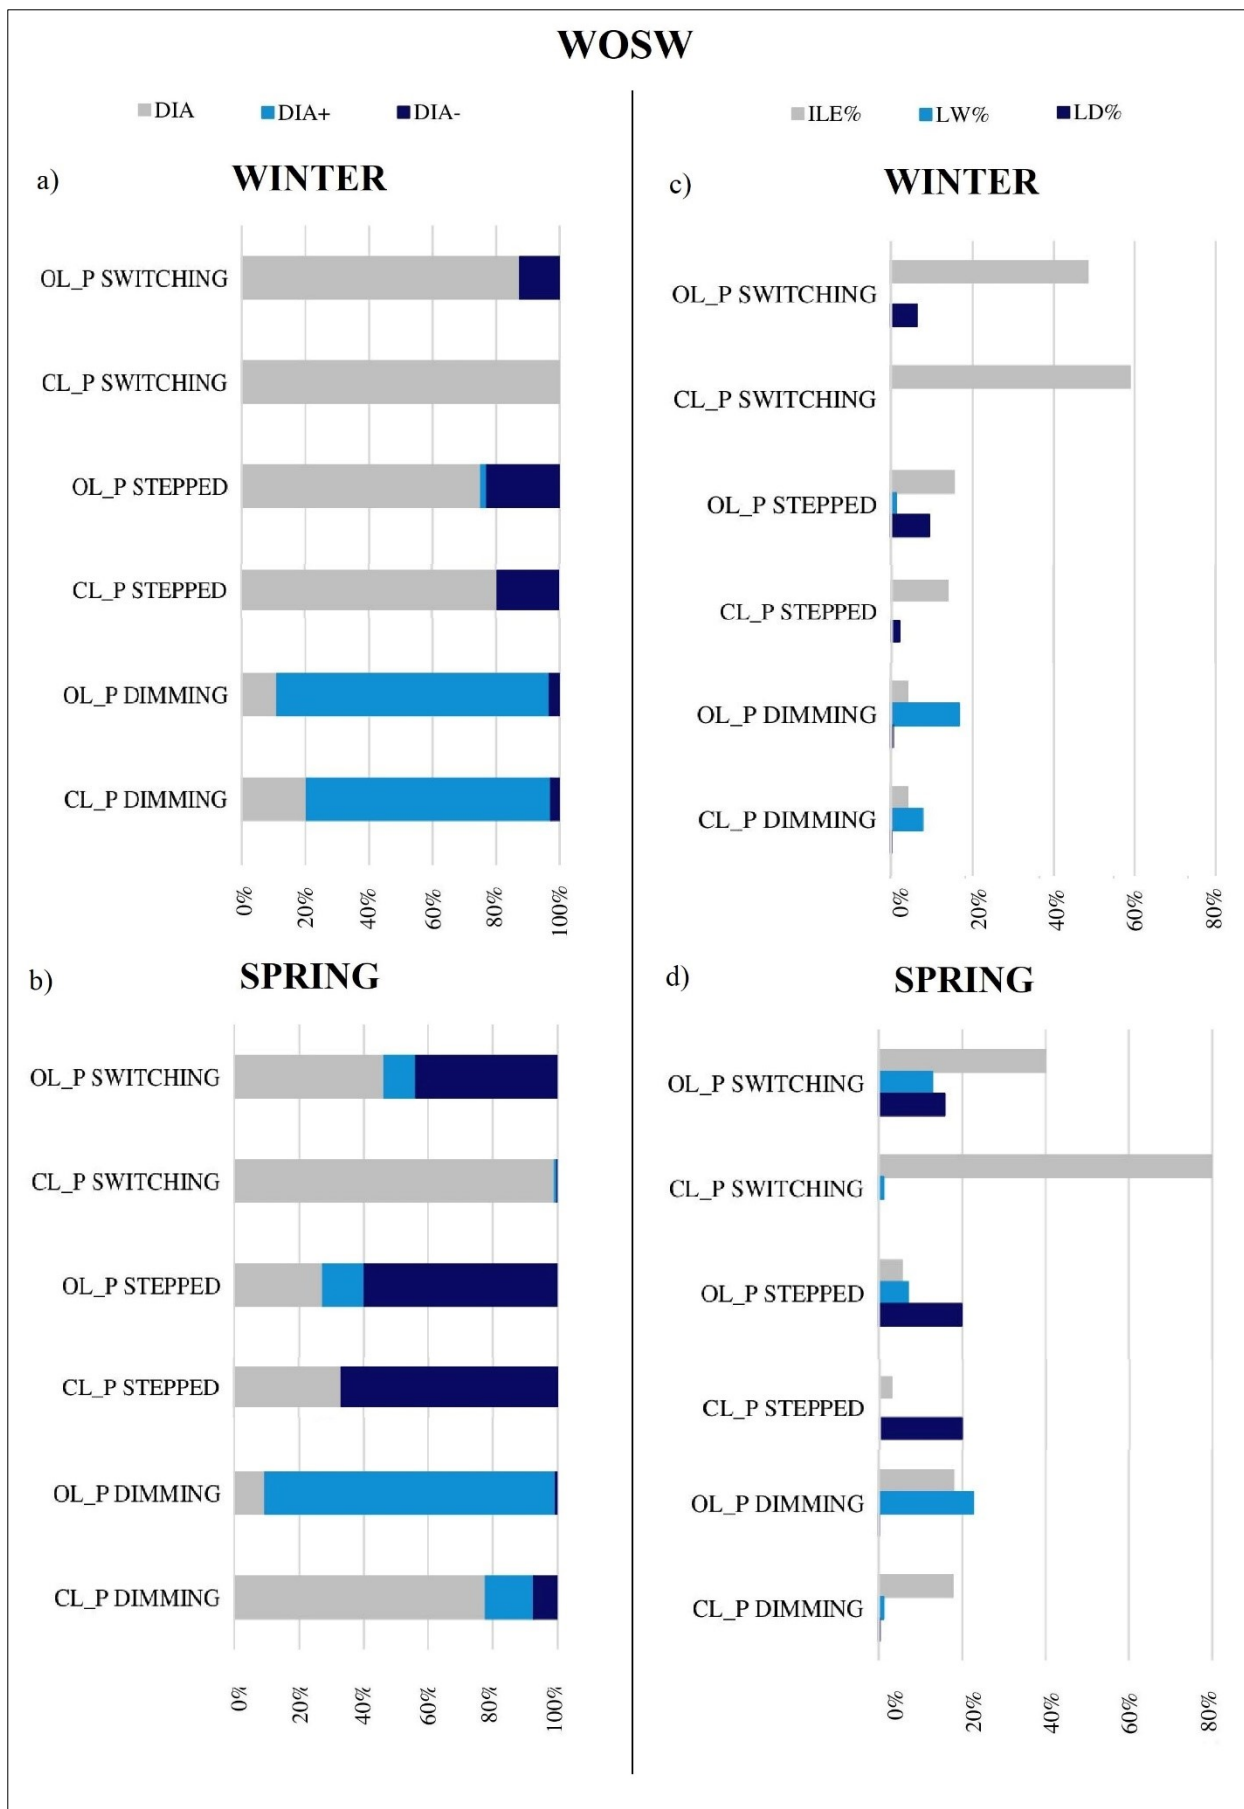 WOSW
DIA DIA+ DIA-
a) WINTER
OL_P SWITCHING
CL_P SWITCHING
OL_P STEPPED
CL_P STEPPED
OL_P DIMMING
CL_P DIMMING
0% 20% 40% 60% 80% 100%
b) SPRING
OL_P SWITCHING
CL_P SWITCHING
OL_P STEPPED
CL_P STEPPED
OL_P DIMMING
CL_P DIMMING
0% 20% 40% 60% 80% 100%
ILE% LW% LD%
c) WINTER
OL_P SWITCHING
CL_P SWITCHING
OL_P STEPPED
CL_P STEPPED
OL_P DIMMING
CL_P DIMMING
0% 20% 40% 60% 80%
d) SPRING
OL_P SWITCHING
CL_P SWITCHING
OL_P STEPPED
CL_P STEPPED
OL_P DIMMING
CL_P DIMMING
0% 20% 40% 60% 80%